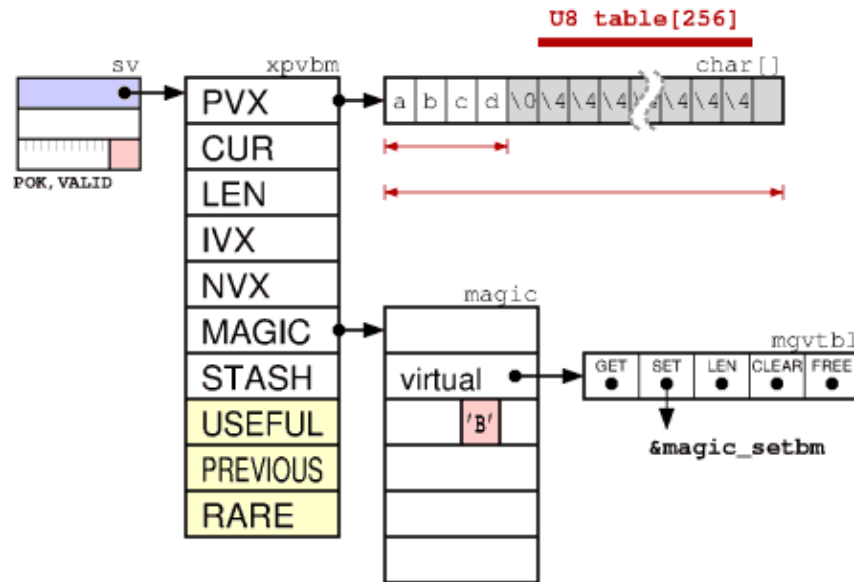 U8 table[256]
sv xpvbm char[]
PVX a b c d \0 \4 \4 \4 \4 \4 \4 \4
CUR
POK,VALID
LEN
IVX
NVX
magic
MAGIC
mgvtbl
STASH virtual GET SET LEN CLEAR FREE
USEFUL 'B'
&magic_setbm
PREVIOUS
RARE